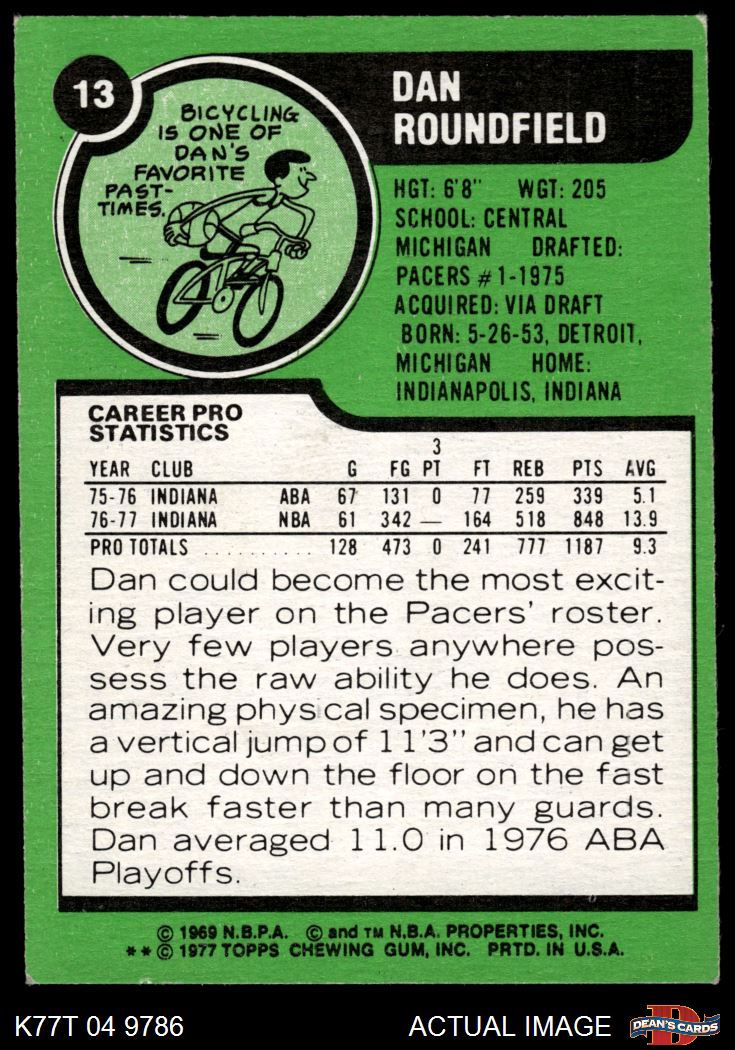 13
BICYCLING
IS ONE OF
DAN'S
FAVORITE
PAST-
TIMES.
DAN
ROUNDFIELD
HGT: 6'8" WGT: 205
SCHOOL: CENTRAL
MICHIGAN DRAFTED:
PACERS #1-1975
ACQUIRED: VIA DRAFT
BORN: 5-26-53, DETROIT,
MICHIGAN HOME:
INDIANAPOLIS, INDIANA
CAREER PRO
STATISTICS
3
YEAR CLUB G FG PT FT REB PTS AVG
75-76 INDIANA ABA 67 131 0 77 259 339 5.1
76-77 INDIANA NBA 61 342 — 164 518 848 13.9
PRO TOTALS .......... 128 473 0 241 777 1187 9.3
Dan could become the most excit-
ing player on the Pacers' roster.
Very few players anywhere pos-
sess the raw ability he does. An
amazing physical specimen, he has
a vertical jump of 11'3" and can get
up and down the floor on the fast
break faster than many guards.
Dan averaged 11.0 in 1976 ABA
Playoffs.
© 1969 N.B.P.A. © and TM N.B.A. PROPERTIES, INC.
** © 1977 TOPPS CHEWING GUM, INC. PRTD. IN U.S.A.
K77T 04 9786 ACTUAL IMAGE
D
DEAN'S CARDS